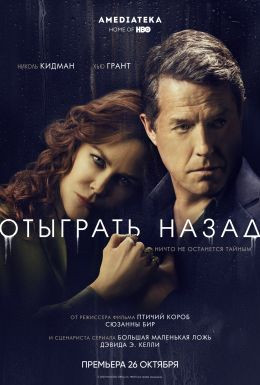 AMEDIATEKA
HOME OF HBO
НИКОЛЬ КИДМАН
ХЬЮ ГРАНТ
ОТЫГРАТЬ НАЗАД
НИЧТО НЕ ОСТАНЕТСЯ ТАЙНЫМ
ОТ РЕЖИССЕРА ФИЛЬМА ПТИЧИЙ КОРОБ
СЮЗАННЫ БИР
И СЦЕНАРИСТА СЕРИАЛА БОЛЬШАЯ МАЛЕНЬКАЯ ЛОЖЬ
ДЭВИДА Э. КЕЛЛИ
ПРЕМЬЕРА 26 ОКТЯБРЯ